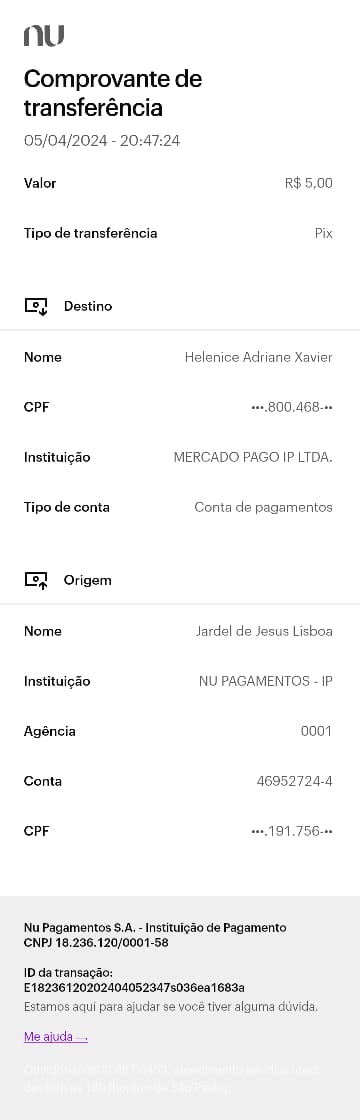 nu
Comprovante de
transferência
05/04/2024 - 20:47:24
Valor R$ 5,00
Tipo de transferência Pix
Destino
Nome Helenice Adriane Xavier
CPF •••.800.468-••
Instituição MERCADO PAGO IP LTDA.
Tipo de conta Conta de pagamentos
Origem
Nome Jardel de Jesus Lisboa
Instituição NU PAGAMENTOS - IP
Agência 0001
Conta 46952724-4
CPF •••.191.756-••
Nu Pagamentos S.A. - Instituição de Pagamento
CNPJ 18.236.120/0001-58
ID da transação:
E18236120202404052347s036ea1683a
Estamos aqui para ajudar se você tiver alguma dúvida.
Me ajuda →
Ouvidoria: 0800 887 0463, atendimento em dias úteis,
das 09h às 18h (horário de São Paulo).